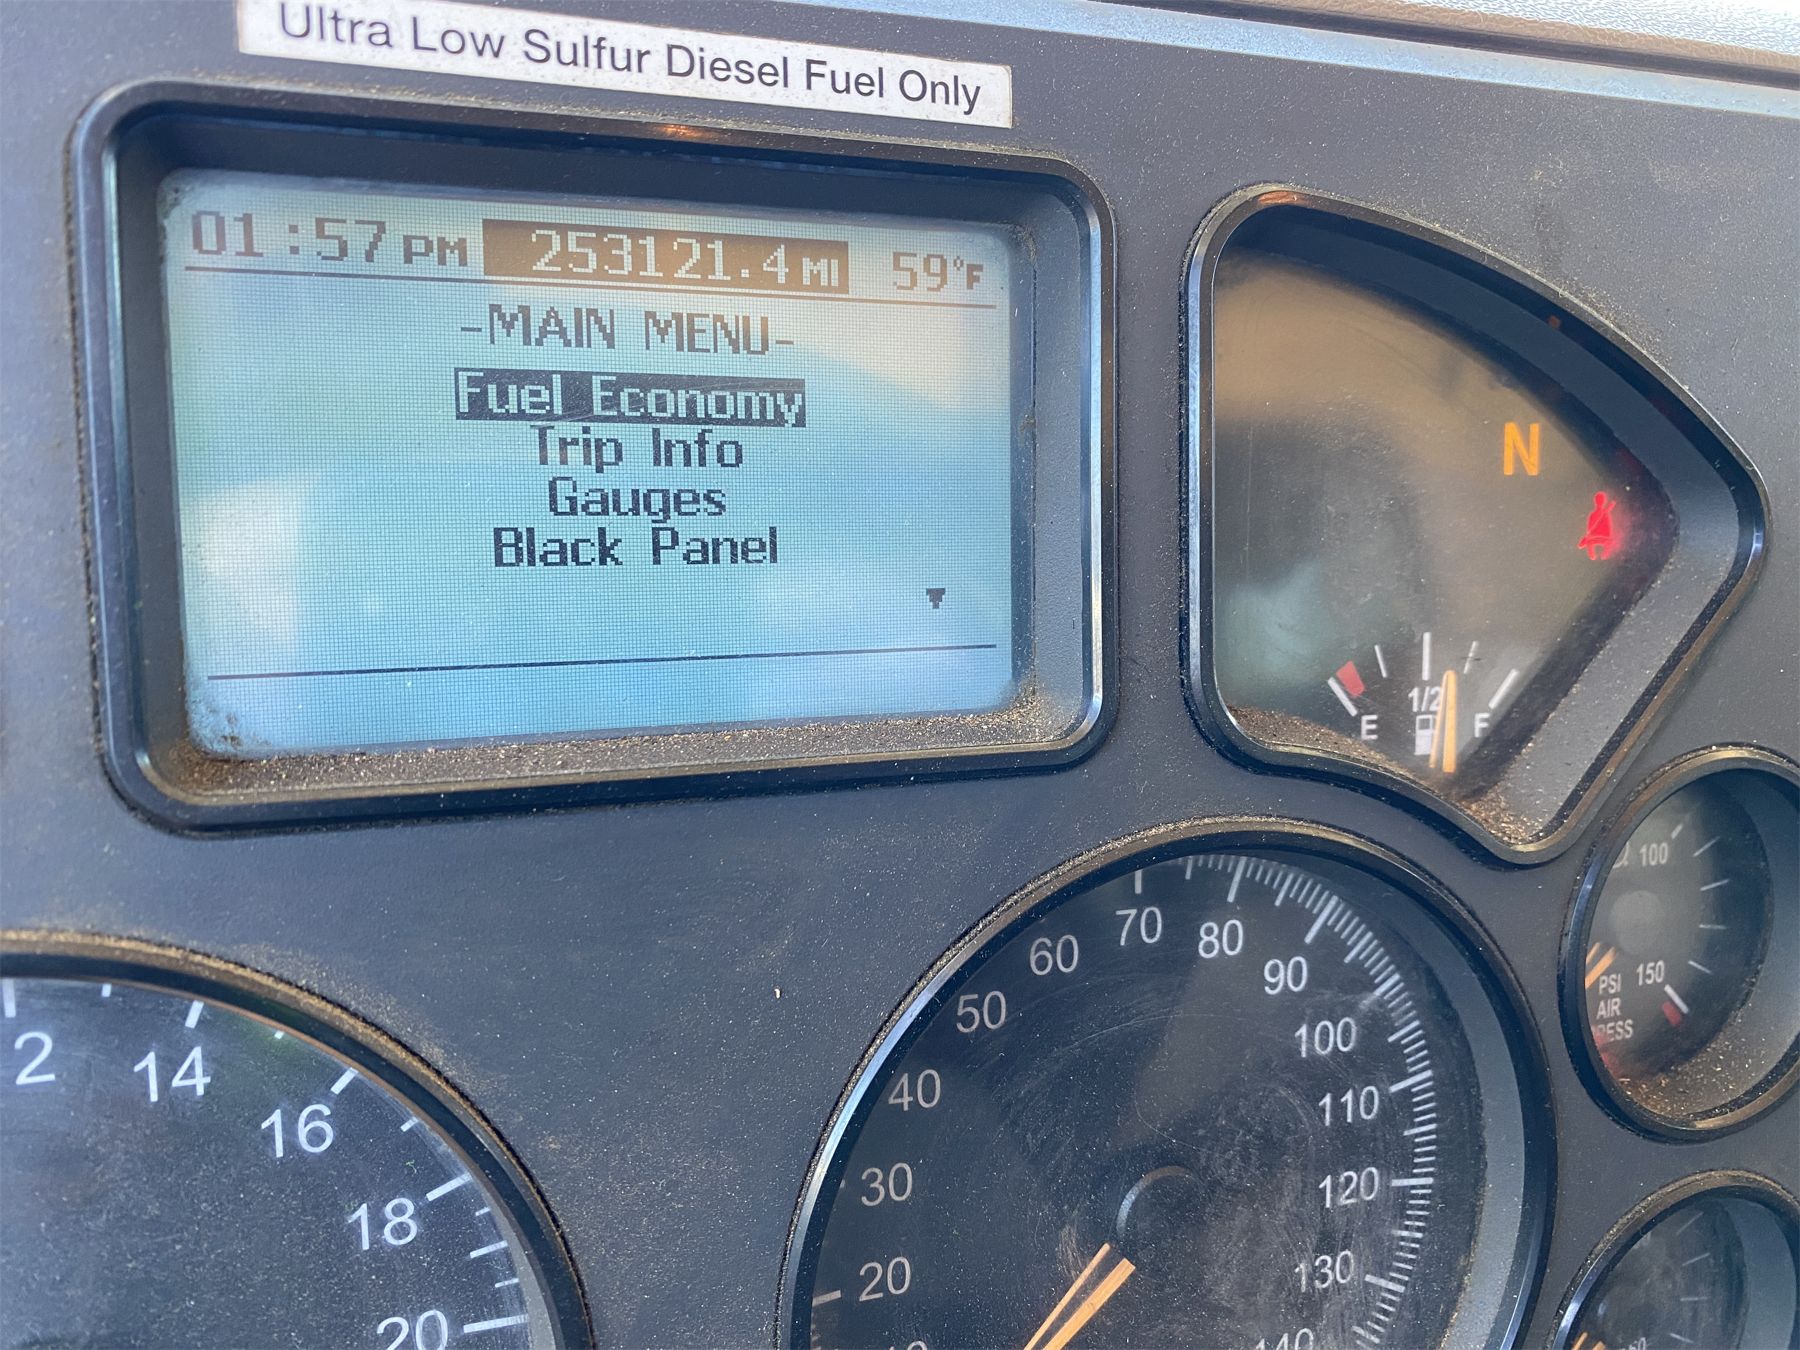 Ultra Low Sulfur Diesel Fuel Only
01:57 PM 253121.4 MI 59°F
-MAIN MENU-
Fuel Economy
Trip Info
Gauges
Black Panel
N
1/2
E F
100
150
PSI
AIR
PRESS
14
16
18
20
20
30
40
50
60
70
80
90
100
110
120
130
140